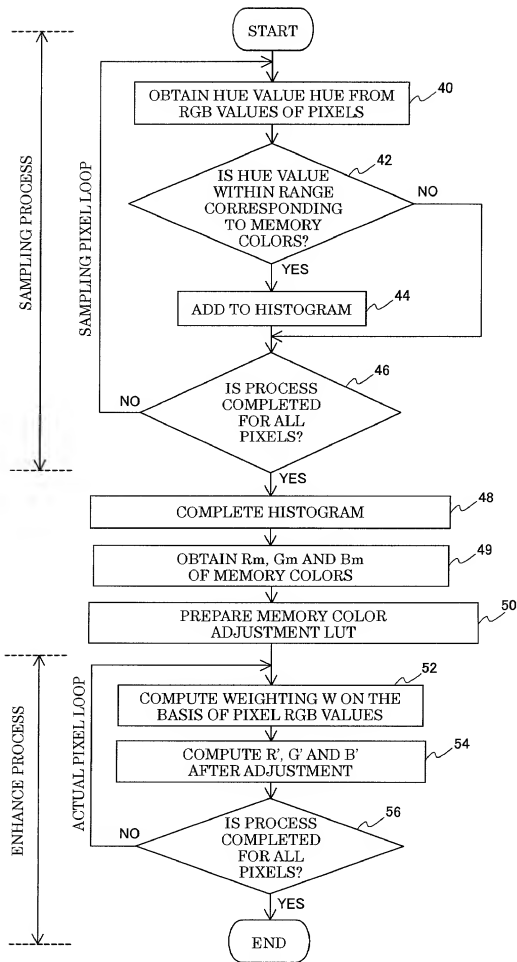 START
OBTAIN HUE VALUE HUE FROM
RGB VALUES OF PIXELS
40
IS HUE VALUE
WITHIN RANGE
CORRESPONDING
TO MEMORY
COLORS?
42
NO
YES
ADD TO HISTOGRAM
44
IS PROCESS
COMPLETED
FOR ALL
PIXELS?
46
NO
YES
SAMPLING PROCESS
SAMPLING PIXEL LOOP
COMPLETE HISTOGRAM
48
OBTAIN Rm, Gm AND Bm
OF MEMORY COLORS
49
PREPARE MEMORY COLOR
ADJUSTMENT LUT
50
COMPUTE WEIGHTING W ON THE
BASIS OF PIXEL RGB VALUES
52
COMPUTE R', G' AND B'
AFTER ADJUSTMENT
54
IS PROCESS
COMPLETED
FOR ALL
PIXELS?
56
NO
YES
ENHANCE PROCESS
ACTUAL PIXEL LOOP
END